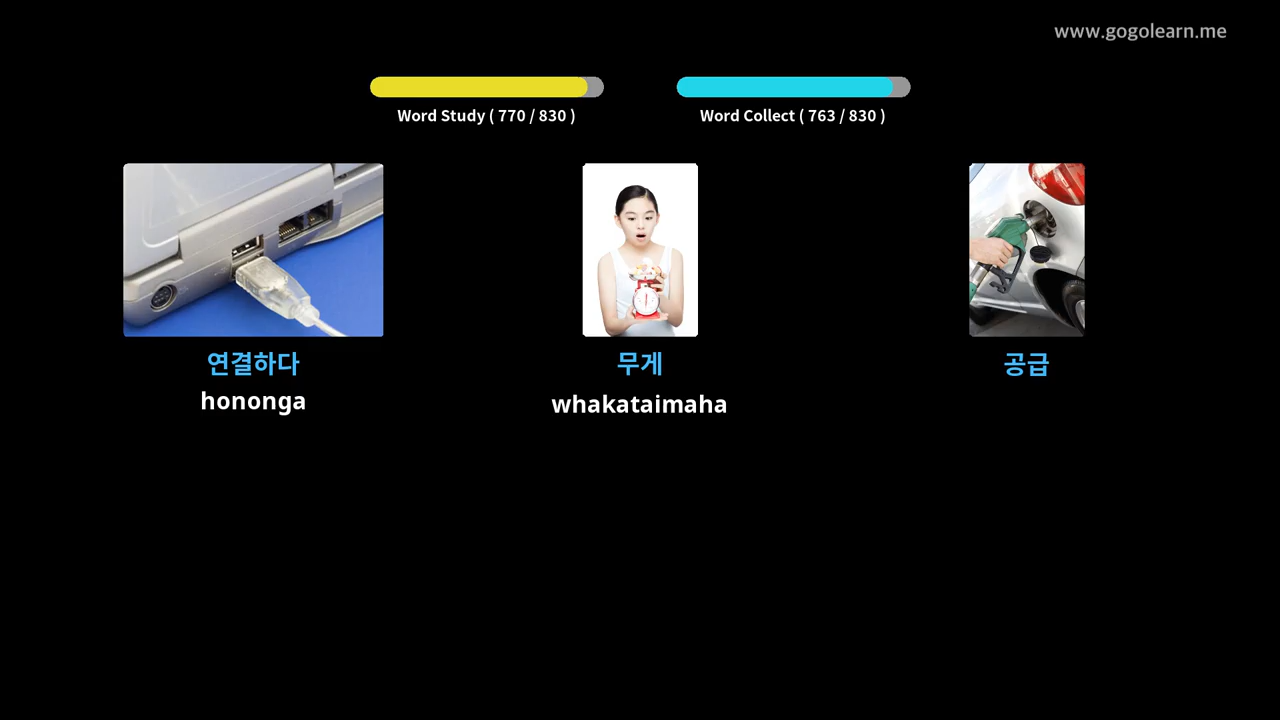 www.gogolearn.me
Word Study ( 770 / 830 )
Word Collect ( 763 / 830 )
연결하다
hononga
무게
whakataimaha
공급